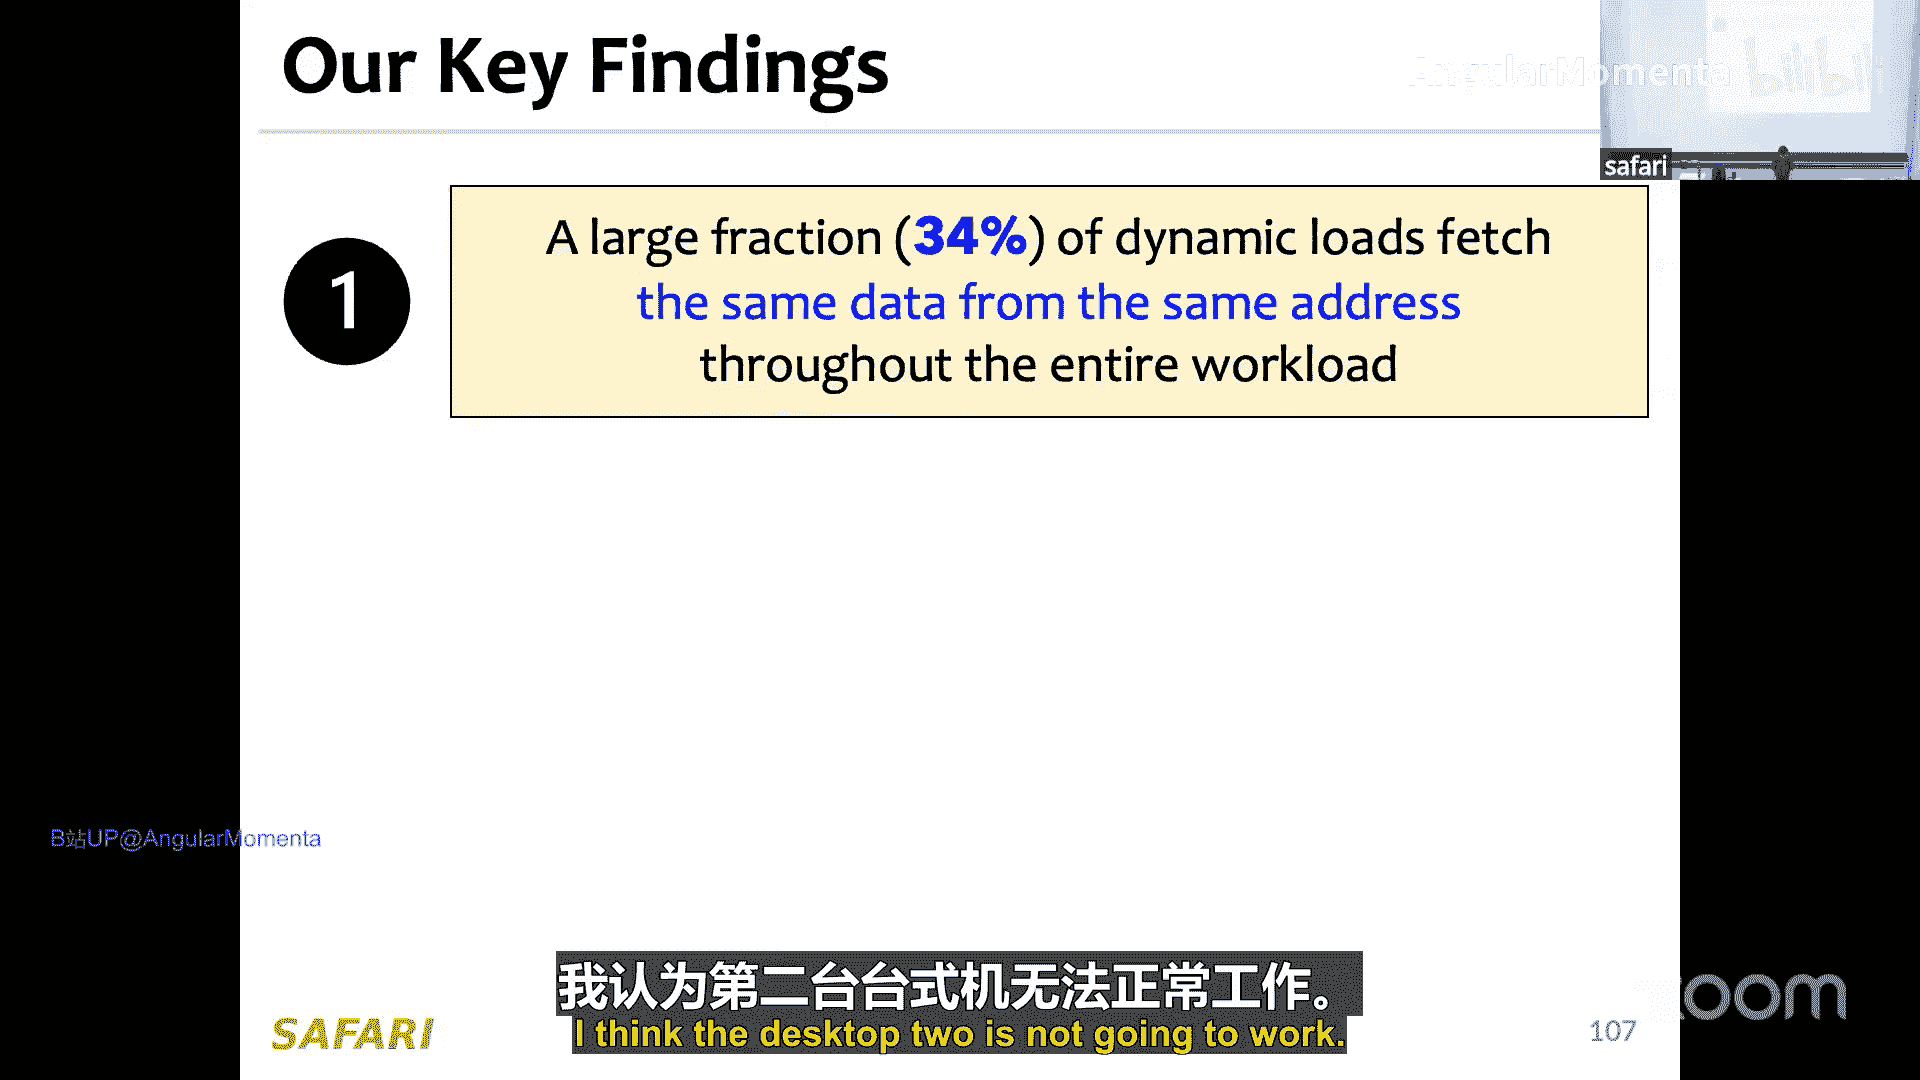 Our Key Findings
AngularMomenta
bilibili
safari
1
A large fraction (34%) of dynamic loads fetch
the same data from the same address
throughout the entire workload
B站UP@AngularMomenta
我认为第二台台式机无法正常工作。
I think the desktop two is not going to work.
SAFARI
107
zoom